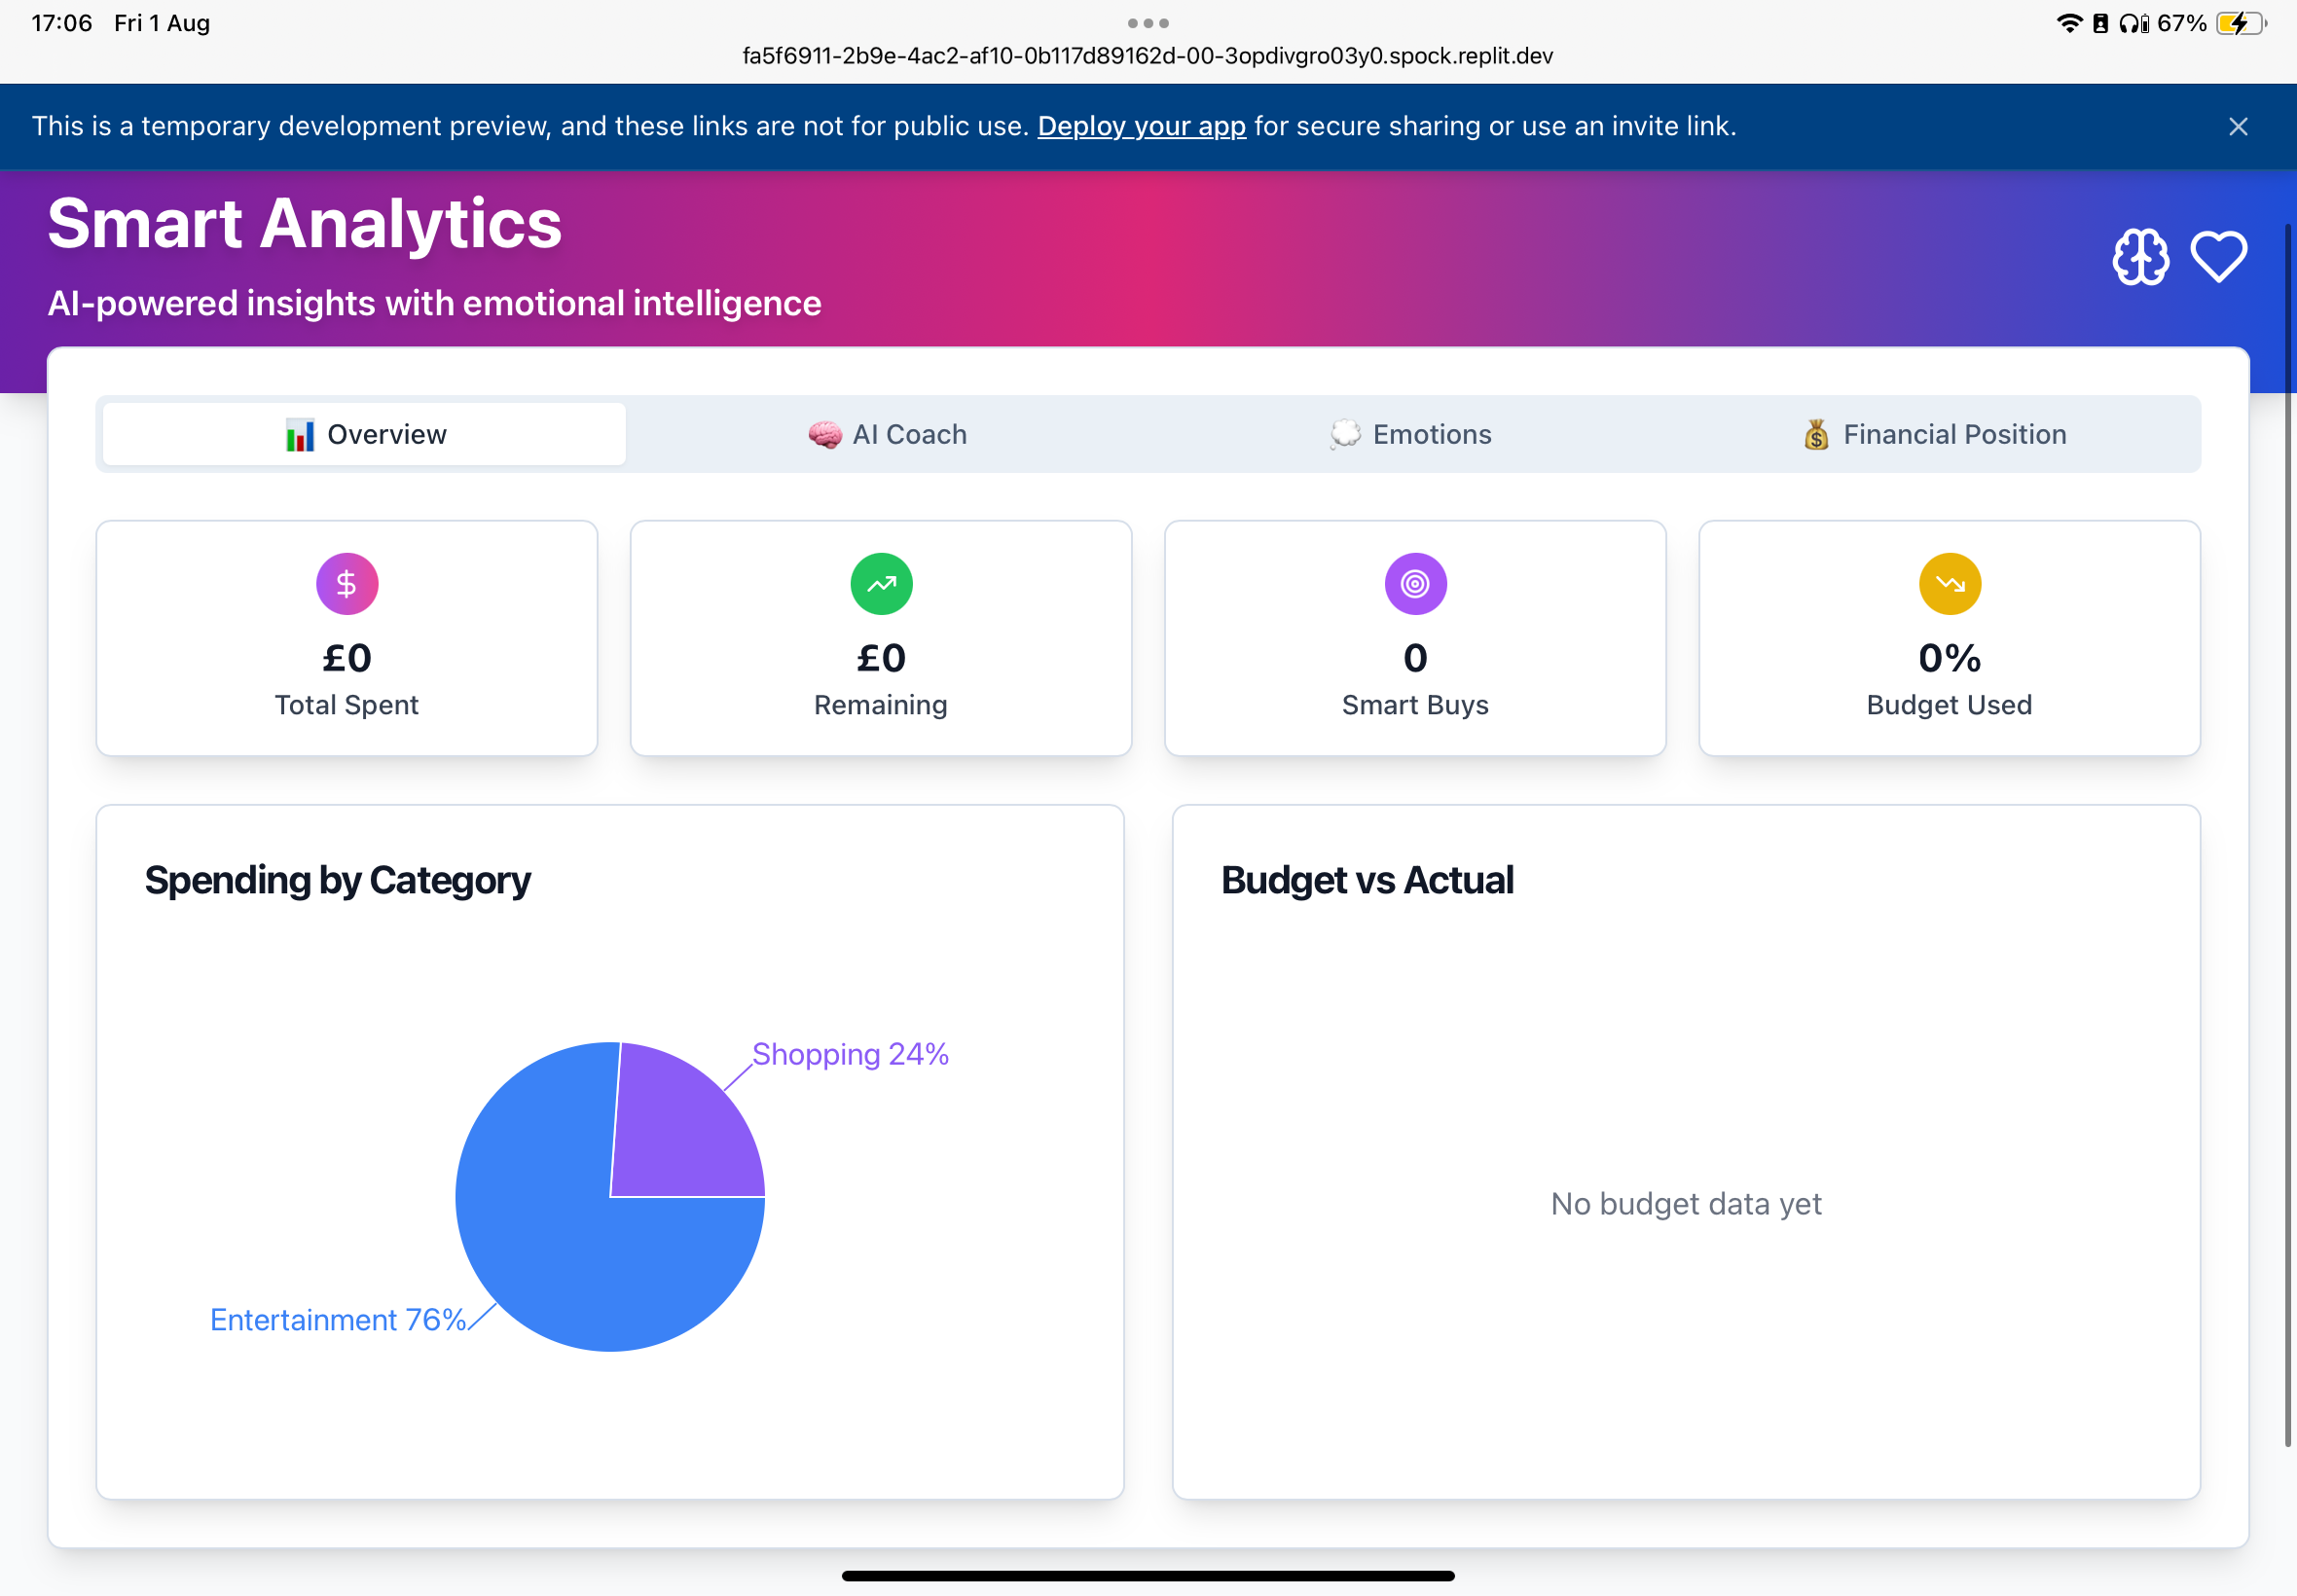 17:06 Fri 1 Aug
67%
fa5f6911-2b9e-4ac2-af10-0b117d89162d-00-3opdivgro03y0.spock.replit.dev
This is a temporary development preview, and these links are not for public use. Deploy your app for secure sharing or use an invite link.
Smart Analytics
AI-powered insights with emotional intelligence
Overview
AI Coach
Emotions
Financial Position
£0
Total Spent
£0
Remaining
0
Smart Buys
0%
Budget Used
Spending by Category
Shopping 24%
Entertainment 76%
Budget vs Actual
No budget data yet